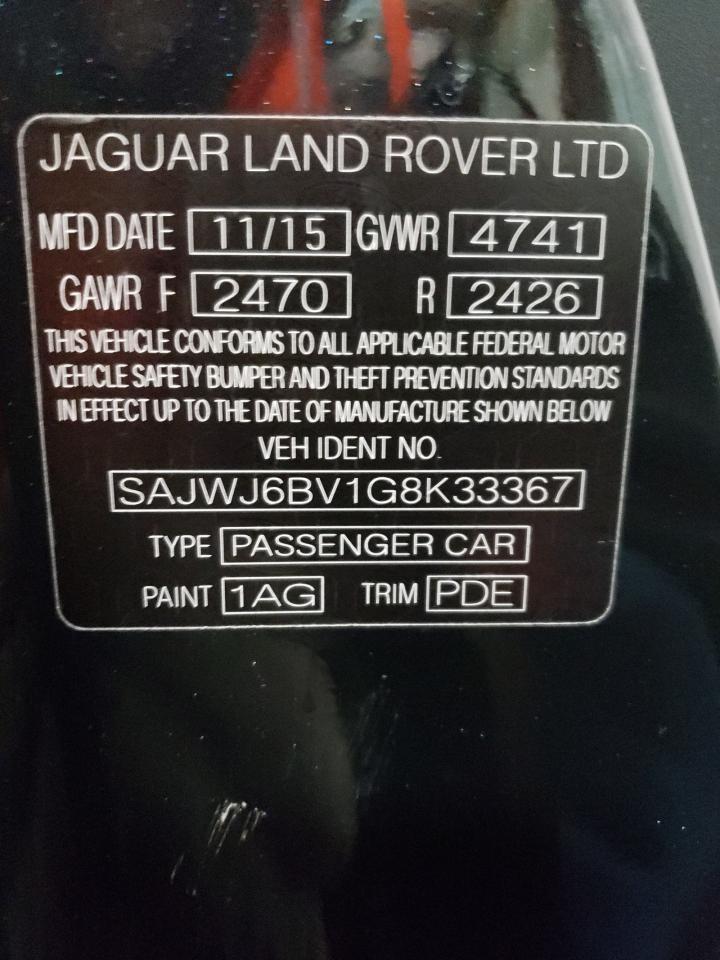 JAGUAR LAND ROVER LTD
MFD DATE 11/15 GVWR 4741
GAWR F 2470 R 2426
THIS VEHICLE CONFORMS TO ALL APPLICABLE FEDERAL MOTOR
VEHICLE SAFETY BUMPER AND THEFT PREVENTION STANDARDS
IN EFFECT UP TO THE DATE OF MANUFACTURE SHOWN BELOW
VEH IDENT NO.
SAJWJ6BV1G8K33367
TYPE PASSENGER CAR
PAINT 1AG TRIM PDE